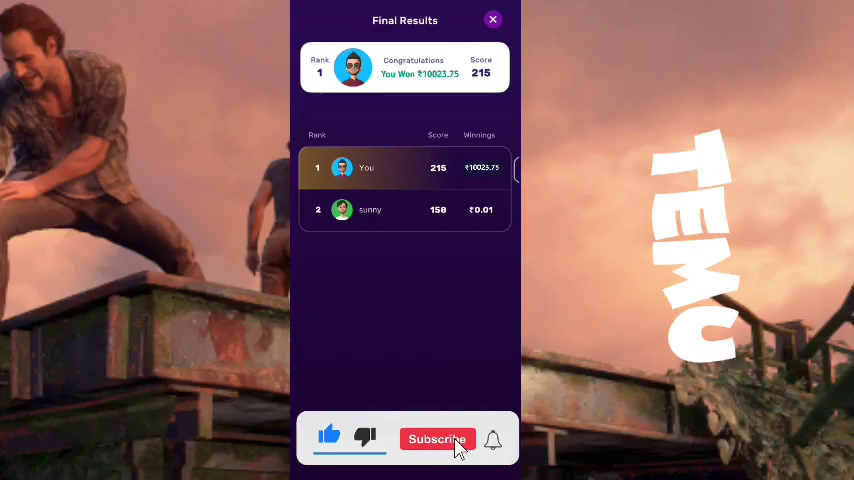 Final Results
Rank Congratulations Score
1 You Won ₹10023.75 215
Rank Score Winnings
1 You 215 ₹10023.75
2 sunny 158 ₹0.01
Subscribe
TEMU